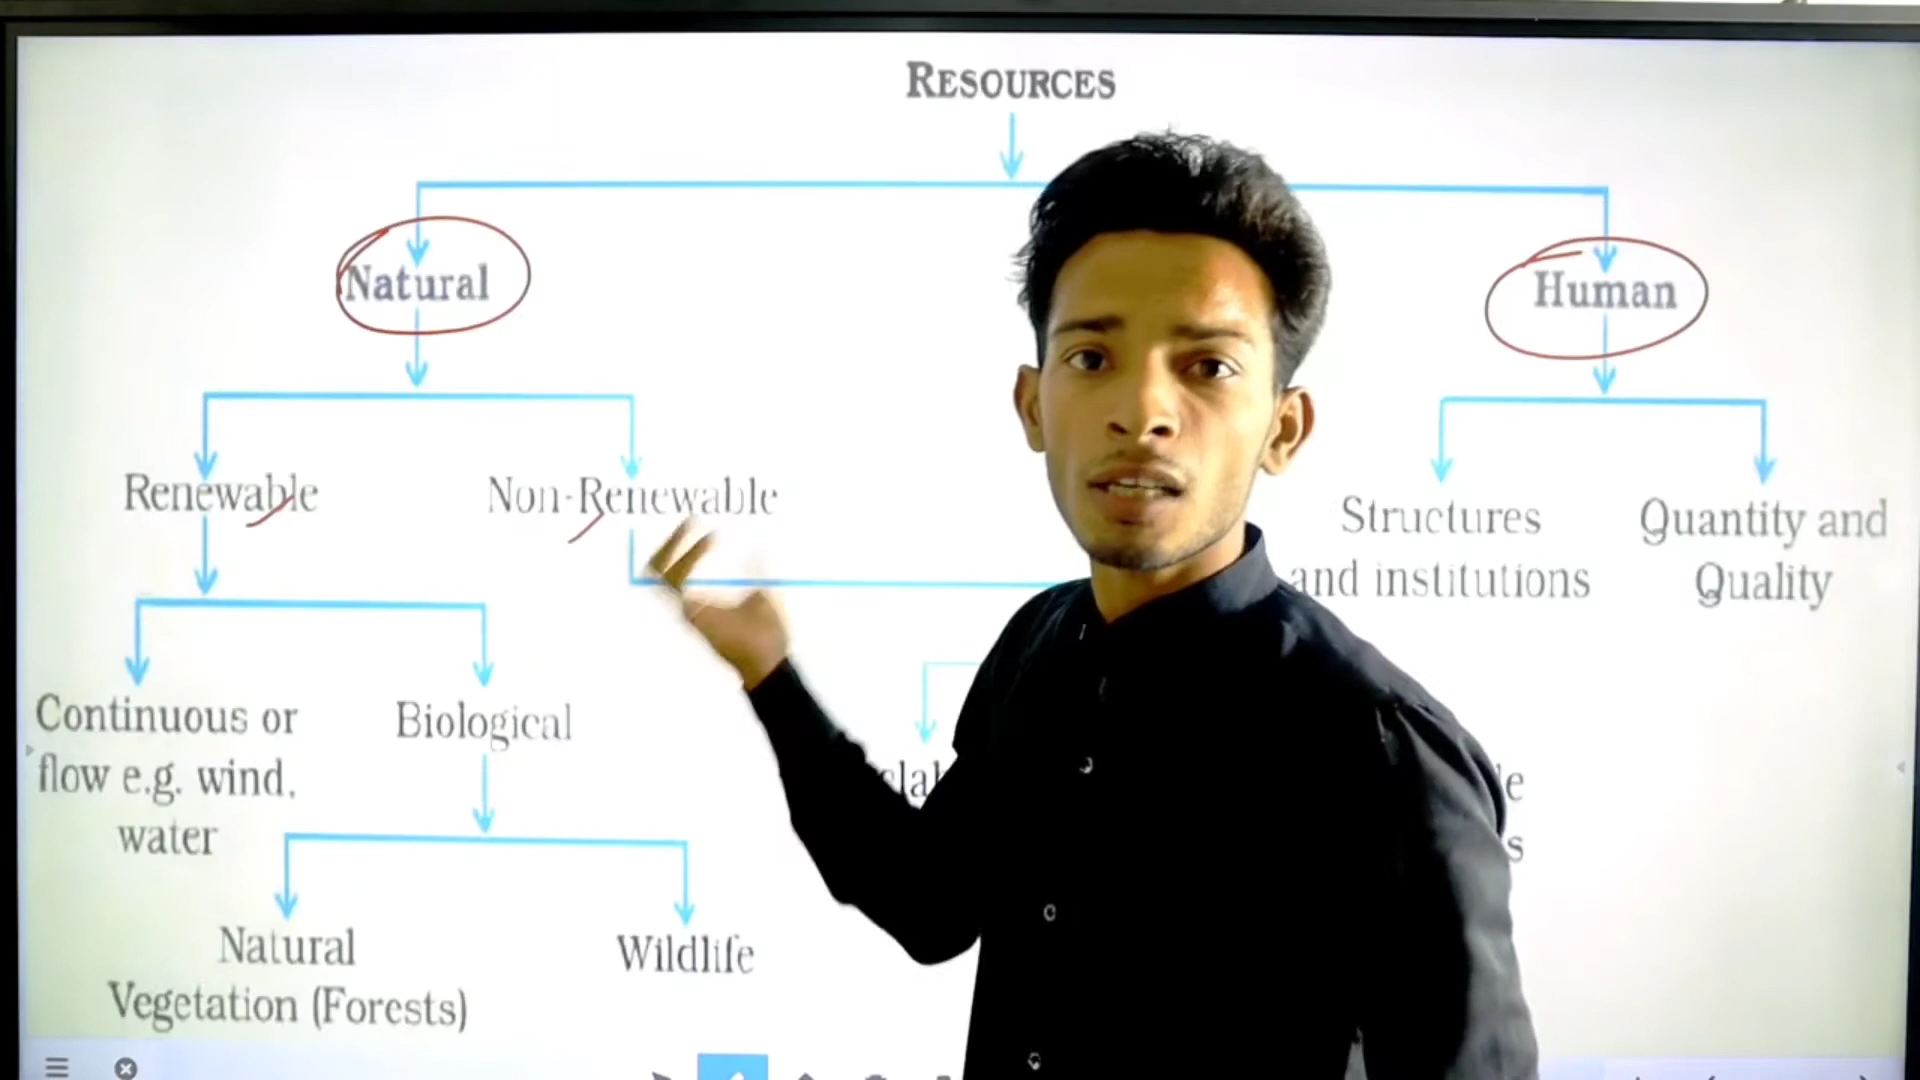 RESOURCES
Natural
Human
Renewable
Non-Renewable
Structures
and institutions
Quantity and
Quality
Continuous or
flow e.g. wind,
water
Biological
Natural
Vegetation (Forests)
Wildlife